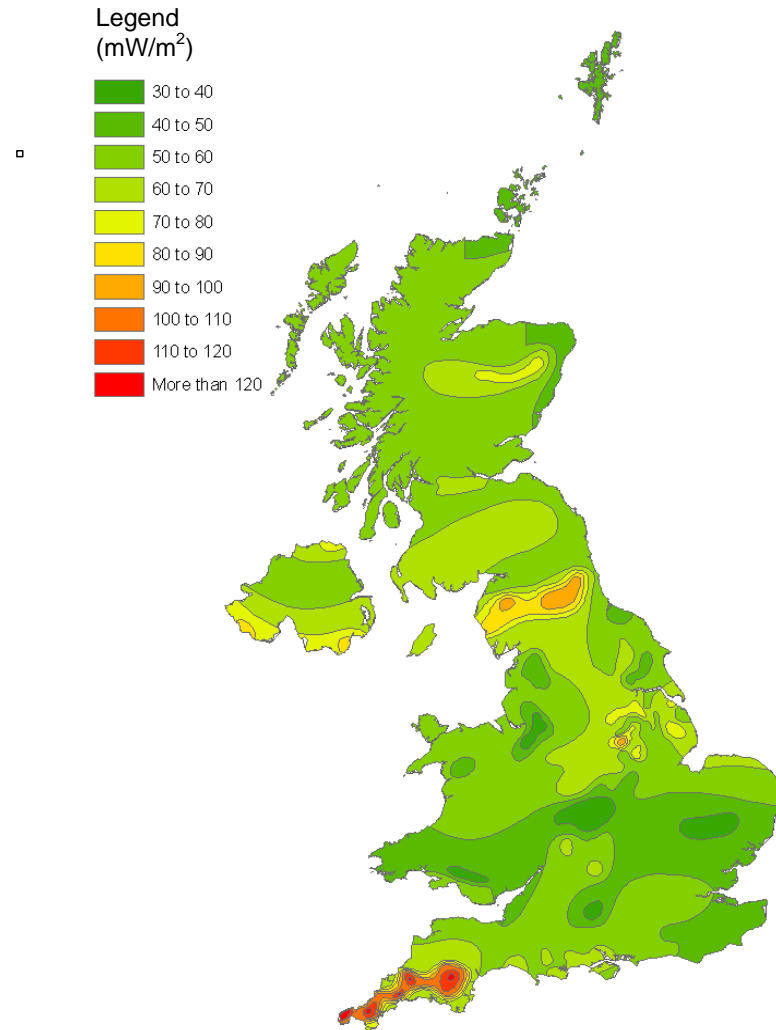 Legend
(mW/m²)
30 to 40
40 to 50
50 to 60
60 to 70
70 to 80
80 to 90
90 to 100
100 to 110
110 to 120
More than 120